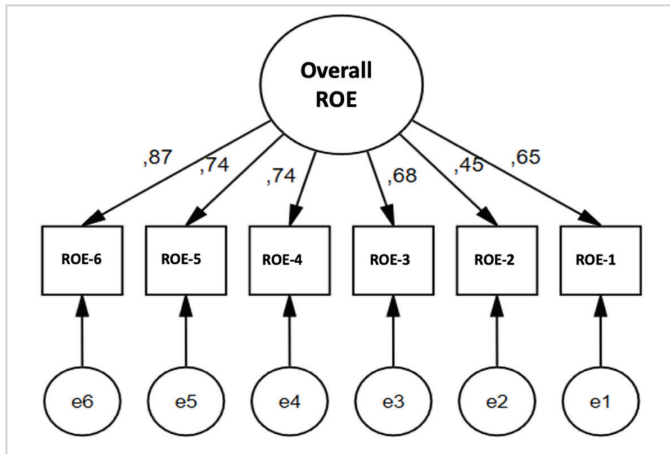 Overall
ROE
,87
,74
,74
,68
,45
,65
ROE-6
ROE-5
ROE-4
ROE-3
ROE-2
ROE-1
e6
e5
e4
e3
e2
e1